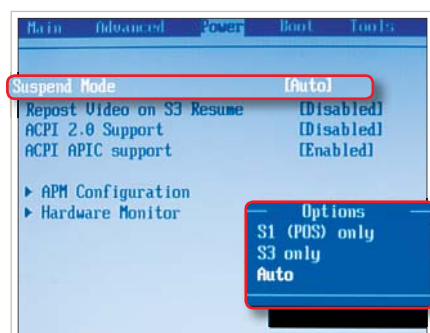 Main Advanced Power Boot Tools
Suspend Mode [Auto]
Repost Video on S3 Resume [Disabled]
ACPI 2.0 Support [Disabled]
ACPI APIC support [Enabled]
▶ APM Configuration
▶ Hardware Monitor
Options
S1 (POS) only
S3 only
Auto